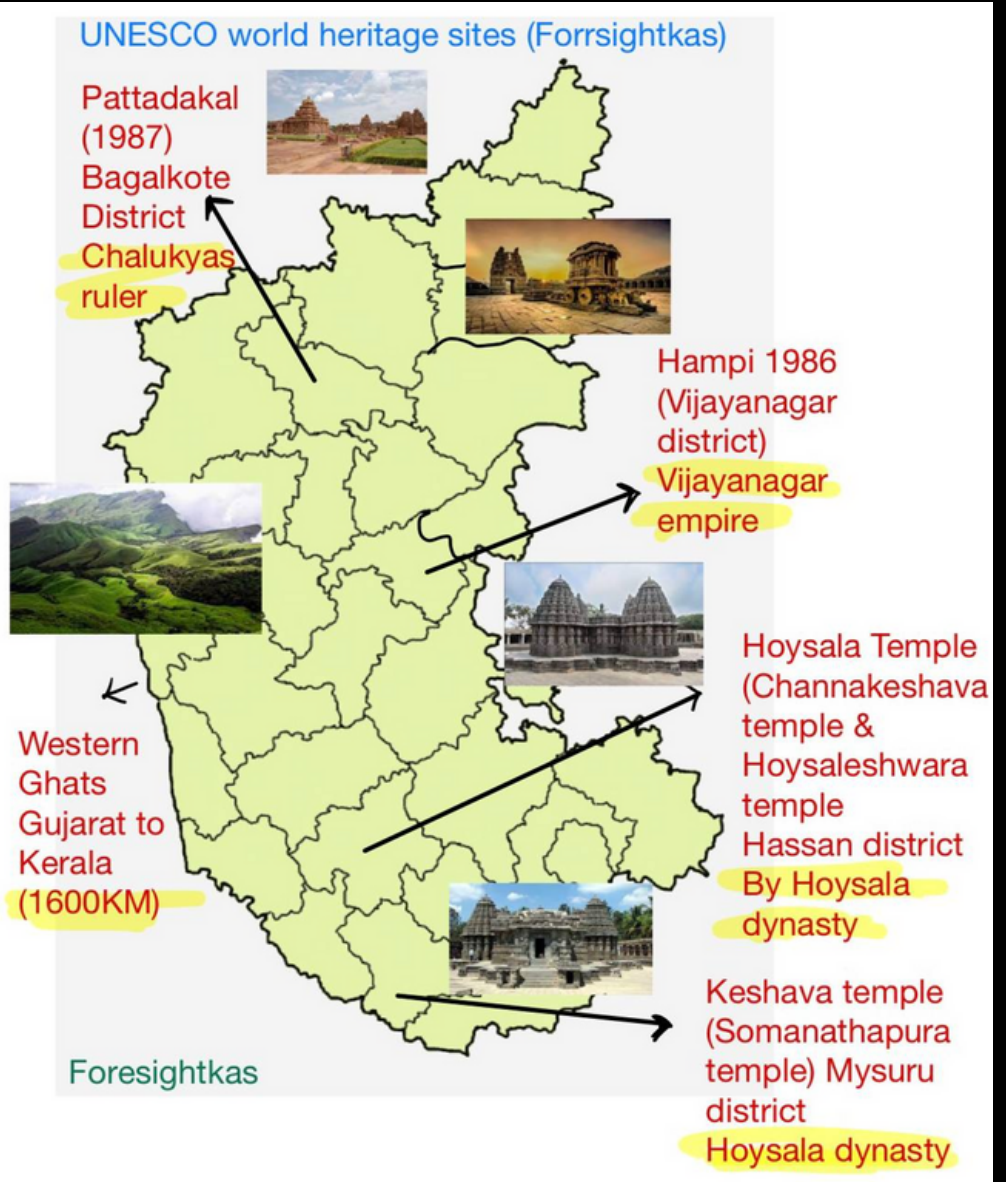 UNESCO world heritage sites (Forrsightkas)
Pattadakal
(1987)
Bagalkote
District
Chalukyas
ruler
Hampi 1986
(Vijayanagar
district)
Vijayanagar
empire
Hoysala Temple
(Channakeshava
temple &
Hoysaleshwara
temple
Hassan district
By Hoysala
dynasty
Western
Ghats
Gujarat to
Kerala
(1600KM)
Keshava temple
(Somanathapura
temple) Mysuru
district
Hoysala dynasty
Foresightkas